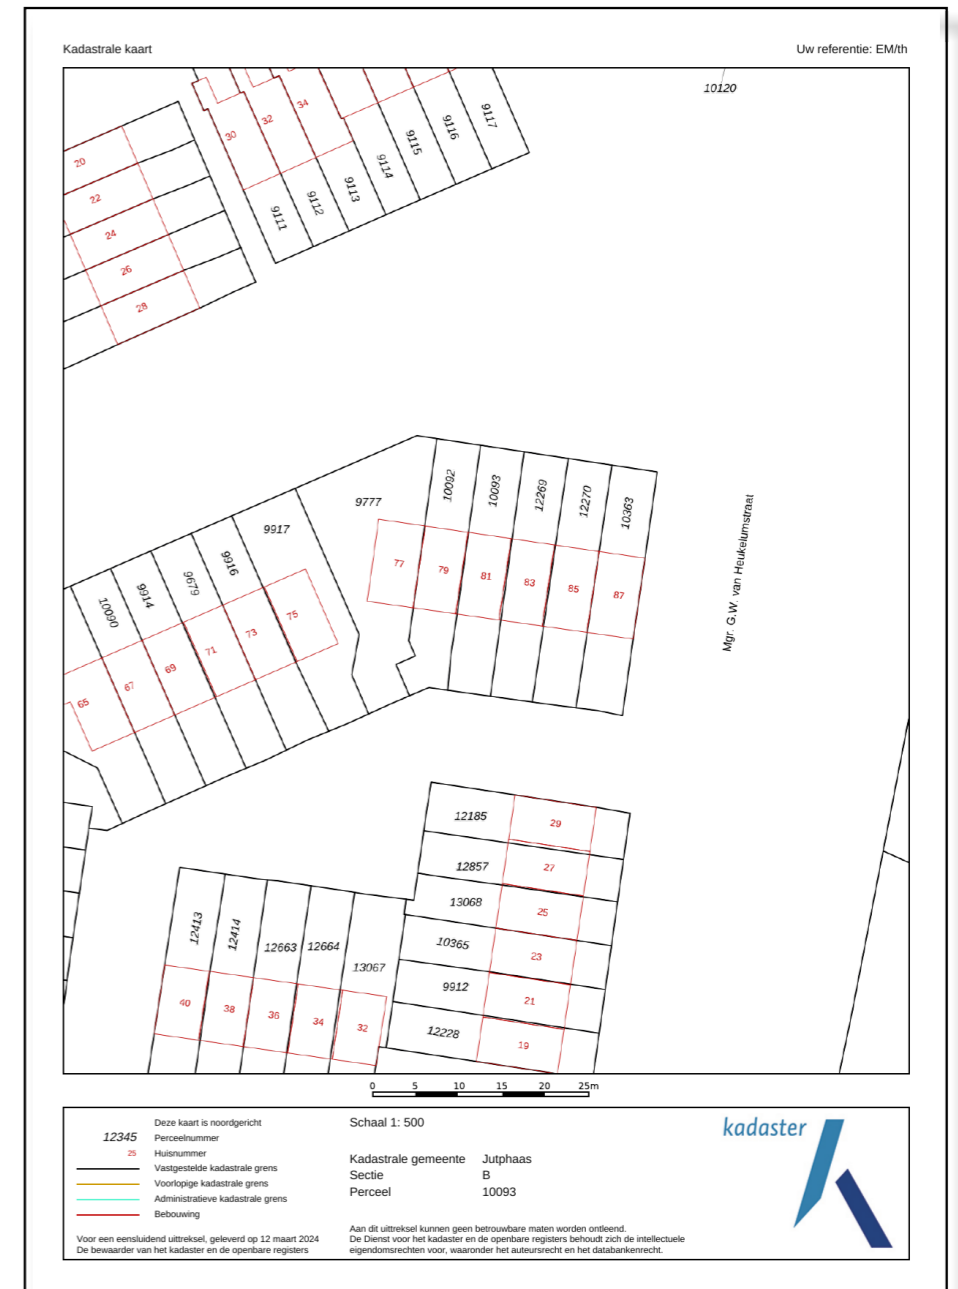 Kadastrale kaart
Uw referentie: EM/th
10120
20
22
24
26
28
30
32
34
9111
9112
9113
9114
9115
9116
9117
9777
9917
9916
9679
9914
10090
10092
10093
12269
12270
10363
65
67
69
71
73
75
77
79
81
83
85
87
Mgr. G.W. van Heukelumstraat
12185
12857
13068
10365
9912
12228
29
27
25
23
21
19
12413
12414
12663
12664
13067
40
38
36
34
32
0 5 10 15 20 25m
Deze kaart is noordgericht
12345 Perceelnummer
25 Huisnummer
Vastgestelde kadastrale grens
Voorlopige kadastrale grens
Administratieve kadastrale grens
Bebouwing
Voor een eensluidend uittreksel, geleverd op 12 maart 2024
De bewaarder van het kadaster en de openbare registers
Schaal 1: 500
Kadastrale gemeente Jutphaas
Sectie B
Perceel 10093
Aan dit uittreksel kunnen geen betrouwbare maten worden ontleend.
De Dienst voor het kadaster en de openbare registers behoudt zich de intellectuele
eigendomsrechten voor, waaronder het auteursrecht en het databankenrecht.
kadaster